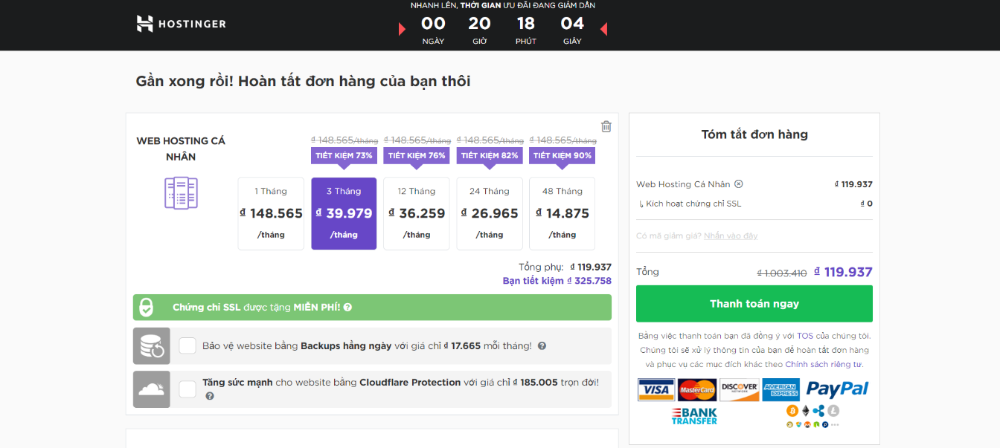 NHANH LÊN, THỜI GIAN ƯU ĐÃI ĐANG GIẢM DẦN
HOSTINGER
00 20 18 04
NGÀY GIỜ PHÚT GIÂY
Gần xong rồi! Hoàn tất đơn hàng của bạn thôi
WEB HOSTING CÁ
NHÂN
₫ 148.565/tháng ₫ 148.565/tháng ₫ 148.565/tháng ₫ 148.565/tháng
TIẾT KIỆM 73% TIẾT KIỆM 76% TIẾT KIỆM 82% TIẾT KIỆM 90%
1 Tháng 3 Tháng 12 Tháng 24 Tháng 48 Tháng
₫ 148.565 ₫ 39.979 ₫ 36.259 ₫ 26.965 ₫ 14.875
/tháng /tháng /tháng /tháng /tháng
Tổng phụ: ₫ 119.937
Bạn tiết kiệm ₫ 325.758
Chứng chỉ SSL được tặng MIỄN PHÍ! ?
Bảo vệ website bằng Backups hằng ngày với giá chỉ ₫ 17.665 mỗi tháng! ?
Tăng sức mạnh cho website bằng Cloudflare Protection với giá chỉ ₫ 185.005 trọn đời!
?
Tóm tắt đơn hàng
Web Hosting Cá Nhân ₫ 119.937
Kích hoạt chứng chỉ SSL ₫ 0
Có mã giảm giá? Nhấn vào đây
Tổng ₫ 1.003.410 ₫ 119.937
Thanh toán ngay
Bằng việc thanh toán bạn đã đồng ý với TOS của chúng tôi.
Chúng tôi sẽ xử lý thông tin của bạn để hoàn tất đơn hàng
và phục vụ các mục đích khác theo Chính sách riêng tư.
VISA MasterCard DISCOVER NETWORK AMERICAN EXPRESS PayPal
BANK
TRANSFER